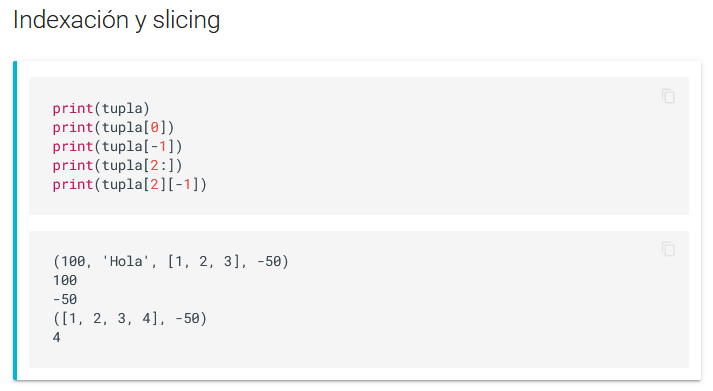 Indexación y slicing
print(tupla)
print(tupla[0])
print(tupla[-1])
print(tupla[2:])
print(tupla[2][-1])
(100, 'Hola', [1, 2, 3], -50)
100
-50
([1, 2, 3, 4], -50)
4